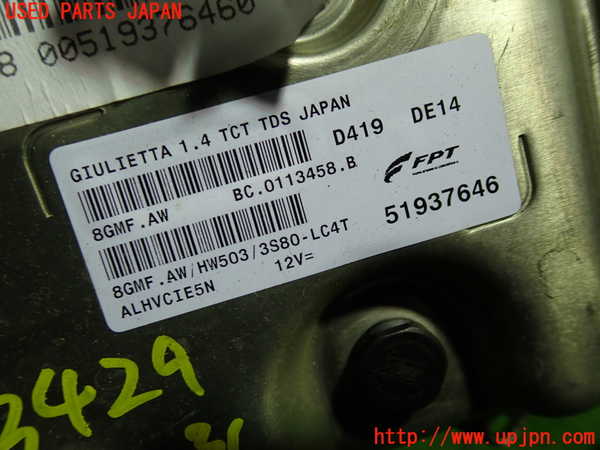 USED PARTS JAPAN
8 00519376460
GIULIETTA 1.4 TCT TDS JAPAN
D419 DE14
8GMF.AW BC.0113458.B
FPT
8GMF.AW/HW503/3S80-LC4T 51937646
ALHVCIE5N 12V=
3429
http://www.upjpn.com